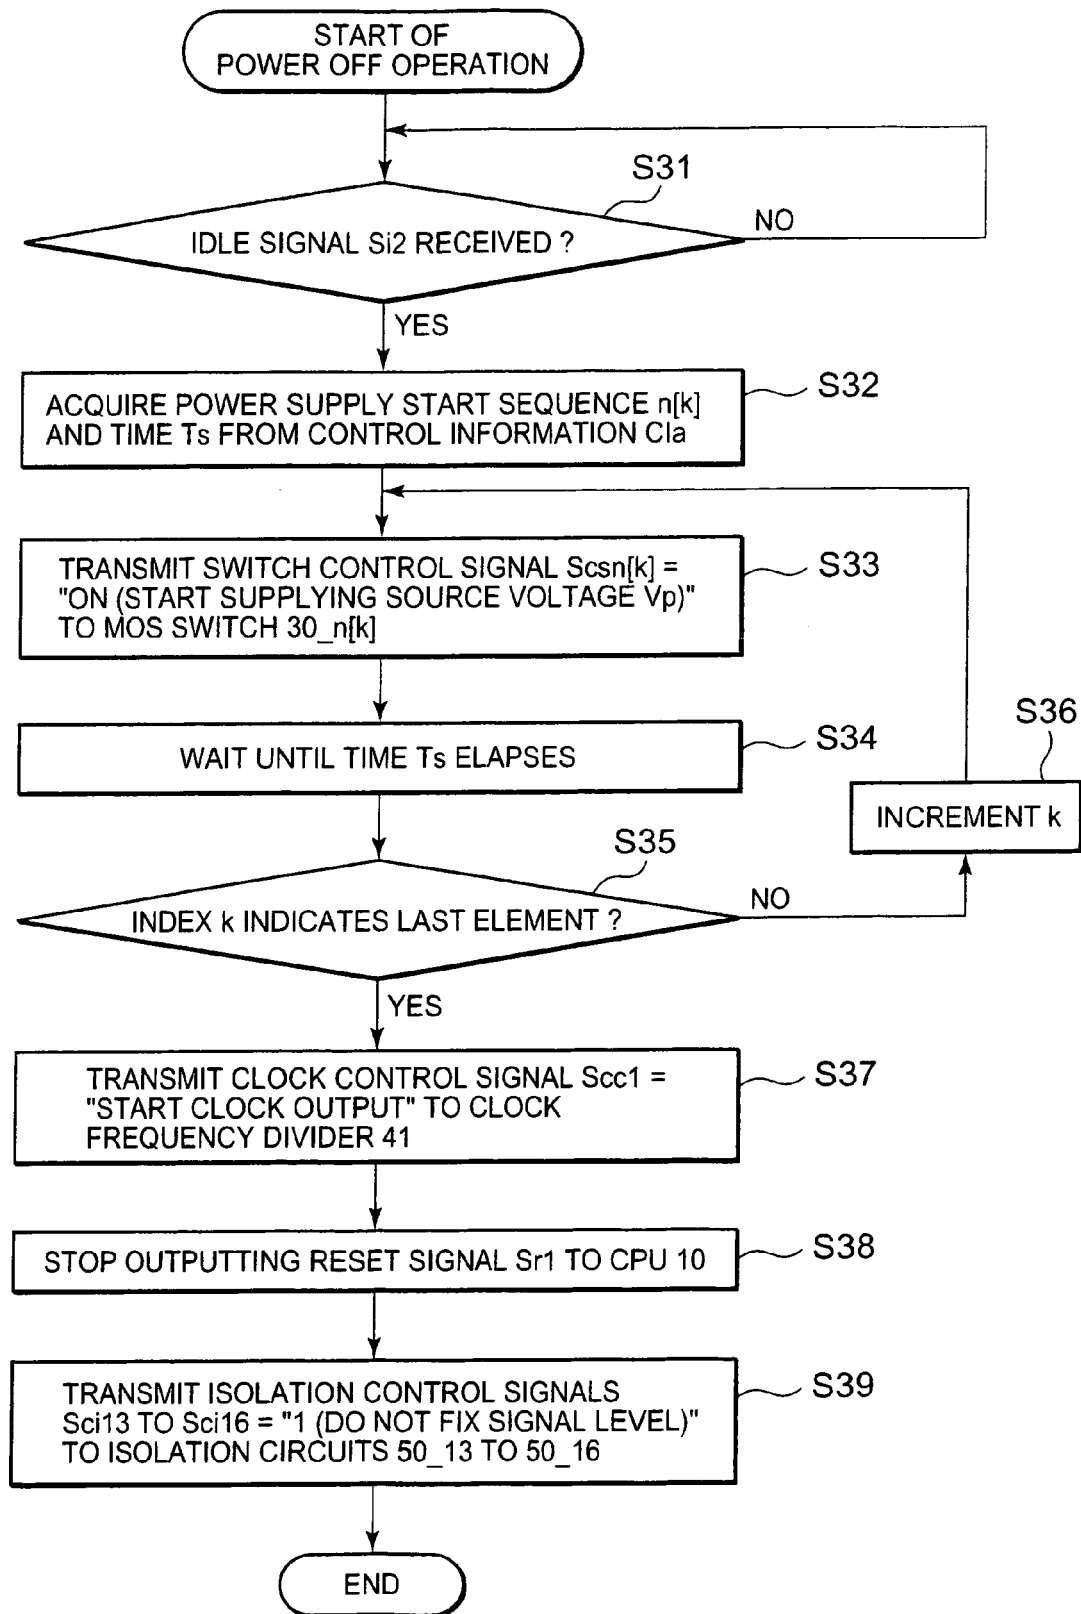 START OF
POWER OFF OPERATION
S31
IDLE SIGNAL Si2 RECEIVED ?
NO
YES
S32
ACQUIRE POWER SUPPLY START SEQUENCE n[k]
AND TIME Ts FROM CONTROL INFORMATION CIa
S33
TRANSMIT SWITCH CONTROL SIGNAL Scsn[k] =
"ON (START SUPPLYING SOURCE VOLTAGE Vp)"
TO MOS SWITCH 30_n[k]
S34
WAIT UNTIL TIME Ts ELAPSES
S36
INCREMENT k
S35
INDEX k INDICATES LAST ELEMENT ?
NO
YES
S37
TRANSMIT CLOCK CONTROL SIGNAL Scc1 =
"START CLOCK OUTPUT" TO CLOCK
FREQUENCY DIVIDER 41
S38
STOP OUTPUTTING RESET SIGNAL Sr1 TO CPU 10
S39
TRANSMIT ISOLATION CONTROL SIGNALS
Sci13 TO Sci16 = "1 (DO NOT FIX SIGNAL LEVEL)"
TO ISOLATION CIRCUITS 50_13 TO 50_16
END